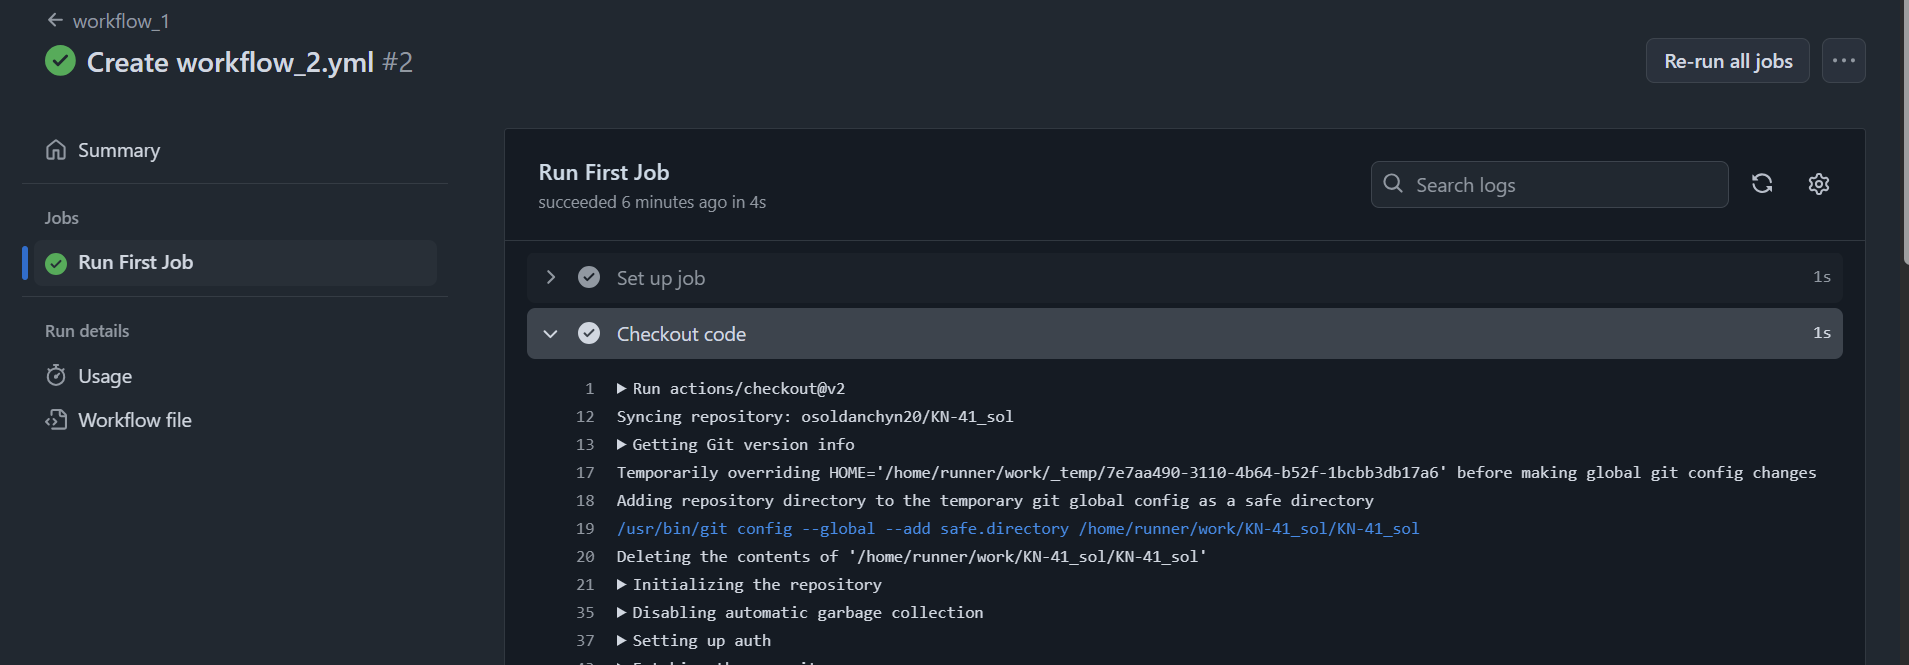 workflow_1
Create workflow_2.yml #2
Re-run all jobs
Summary
Jobs
Run First Job
Run details
Usage
Workflow file
Run First Job
succeeded 6 minutes ago in 4s
Search logs
Set up job 1s
Checkout code 1s
1 Run actions/checkout@v2
12 Syncing repository: osoldanchyn20/KN-41_sol
13 Getting Git version info
17 Temporarily overriding HOME='/home/runner/work/_temp/7e7aa490-3110-4b64-b52f-1bcbb3db17a6' before making global git config changes
18 Adding repository directory to the temporary git global config as a safe directory
19 /usr/bin/git config --global --add safe.directory /home/runner/work/KN-41_sol/KN-41_sol
20 Deleting the contents of '/home/runner/work/KN-41_sol/KN-41_sol'
21 Initializing the repository
35 Disabling automatic garbage collection
37 Setting up auth